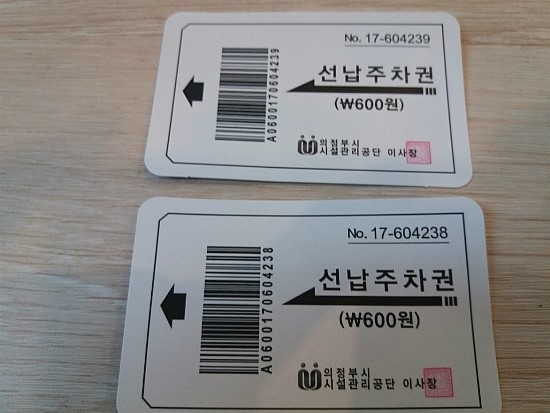 No. 17-604239
선납주차권
(₩600원)
A0600170604239
의정부시
시설관리공단 이사장
No. 17-604238
선납주차권
(₩600원)
A0600170604238
의정부시
시설관리공단 이사장